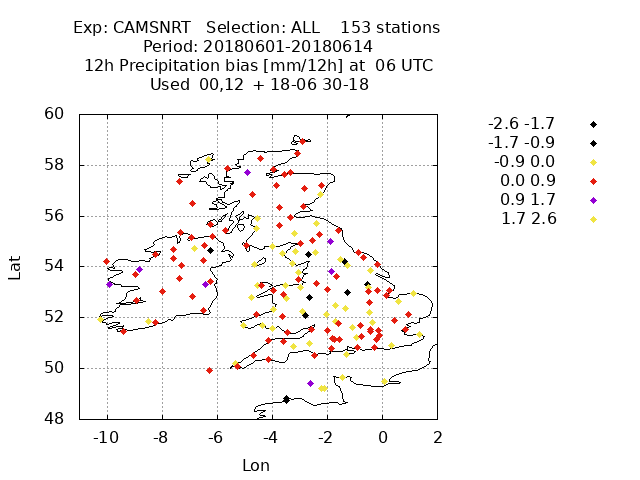 Exp: CAMSNRT Selection: ALL 153 stations
Period: 20180601-20180614
12h Precipitation bias [mm/12h] at 06 UTC
Used 00,12 + 18-06 30-18
60
58
56
54
52
50
48
-10 -8 -6 -4 -2 0 2
Lat
Lon
-2.6 -1.7
-1.7 -0.9
-0.9 0.0
0.0 0.9
0.9 1.7
1.7 2.6